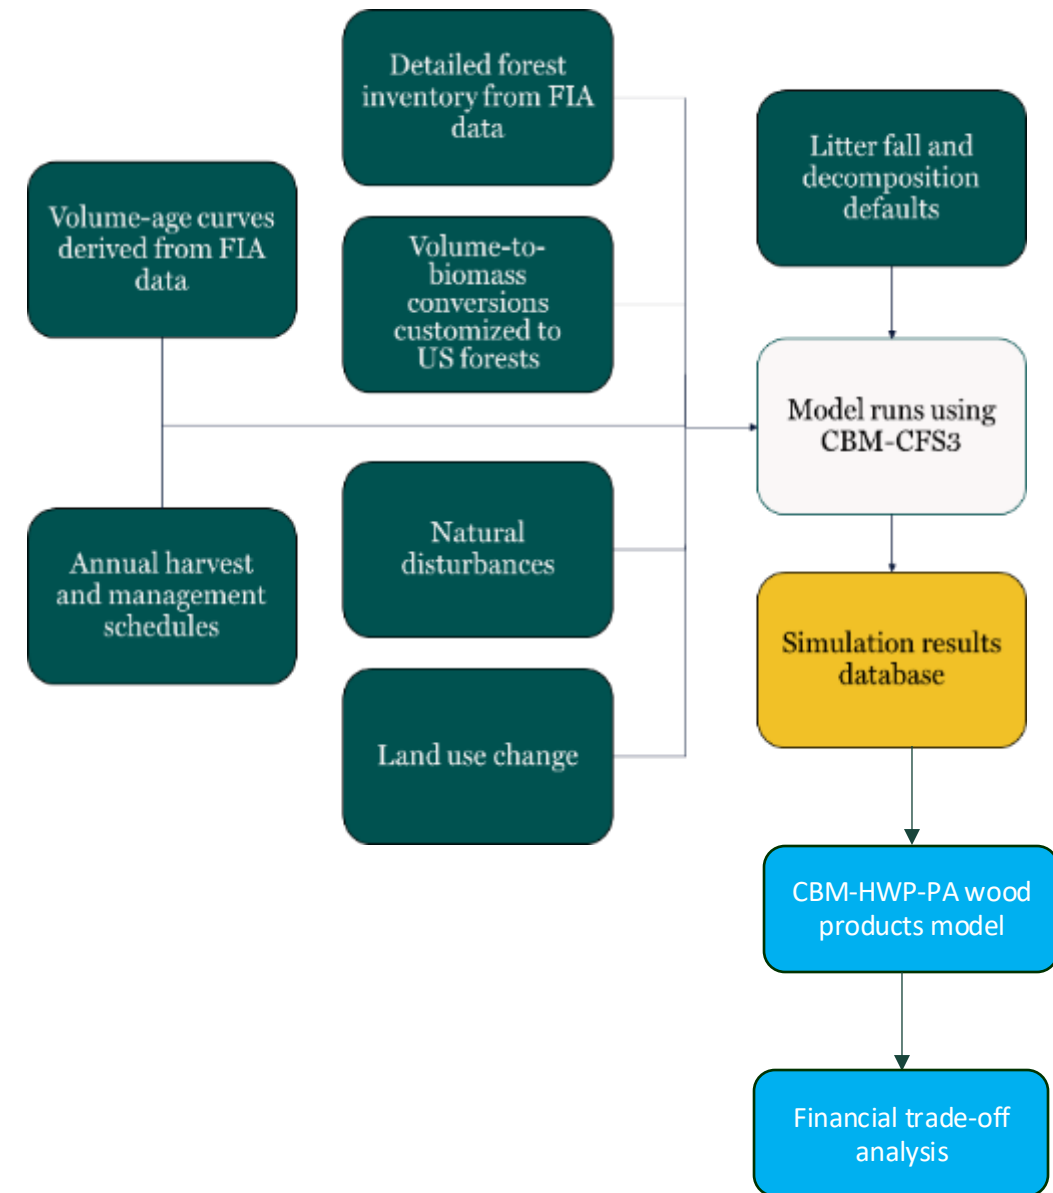 Detailed forest
inventory from FIA
data
Litter fall and
decomposition
defaults
Volume-age curves
derived from FIA
data
Volume-to-
biomass
conversions
customized to
US forests
Model runs using
CBM-CFS3
Annual harvest
and management
schedules
Natural
disturbances
Simulation results
database
Land use change
CBM-HWP-PA wood
products model
Financial trade-off
analysis